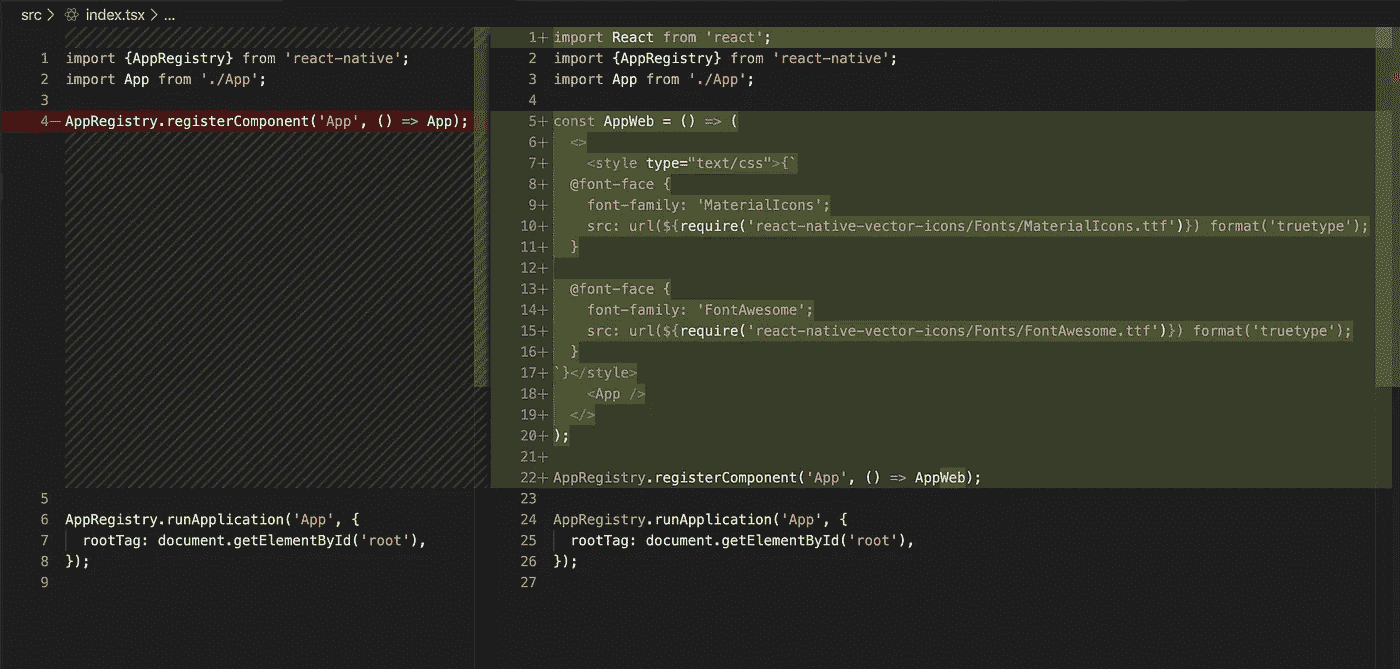 src > index.tsx > ...
1 import {AppRegistry} from 'react-native';
2 import App from './App';
3
4— AppRegistry.registerComponent('App', () => App);
5
6 AppRegistry.runApplication('App', {
7   rootTag: document.getElementById('root'),
8 });
9
1+ import React from 'react';
2 import {AppRegistry} from 'react-native';
3 import App from './App';
4
5+ const AppWeb = () => (
6+   <>
7+     <style type="text/css">{`
8+   @font-face {
9+     font-family: 'MaterialIcons';
10+     src: url(${require('react-native-vector-icons/Fonts/MaterialIcons.ttf')}) format('truetype');
11+   }
12+
13+   @font-face {
14+     font-family: 'FontAwesome';
15+     src: url(${require('react-native-vector-icons/Fonts/FontAwesome.ttf')}) format('truetype');
16+   }
17+ `}</style>
18+     <App />
19+   </>
20+ );
21+
22+ AppRegistry.registerComponent('App', () => AppWeb);
23
24 AppRegistry.runApplication('App', {
25   rootTag: document.getElementById('root'),
26 });
27